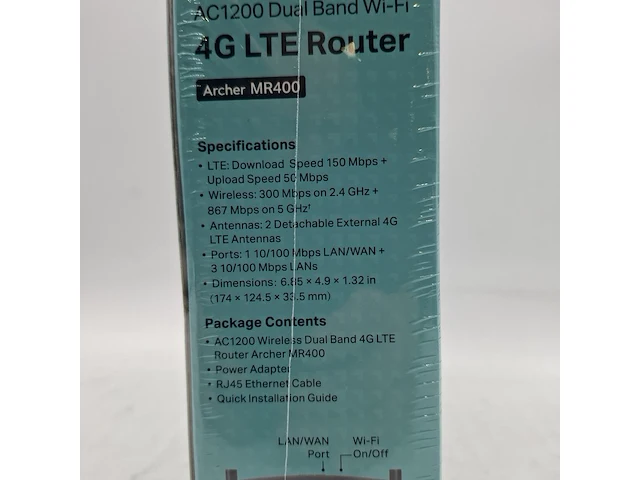 AC1200 Dual Band Wi-Fi
4G LTE Router
Archer MR400
Specifications
• LTE: Download Speed 150 Mbps +
Upload Speed 50 Mbps
• Wireless: 300 Mbps on 2.4 GHz +
867 Mbps on 5 GHz†
• Antennas: 2 Detachable External 4G
LTE Antennas
• Ports: 1 10/100 Mbps LAN/WAN +
3 10/100 Mbps LANs
• Dimensions: 6.85 × 4.9 × 1.32 in
(174 × 124.5 × 33.5 mm)
Package Contents
• AC1200 Wireless Dual Band 4G LTE
Router Archer MR400
• Power Adapter
• RJ45 Ethernet Cable
• Quick Installation Guide
LAN/WAN Wi-Fi
Port On/Off